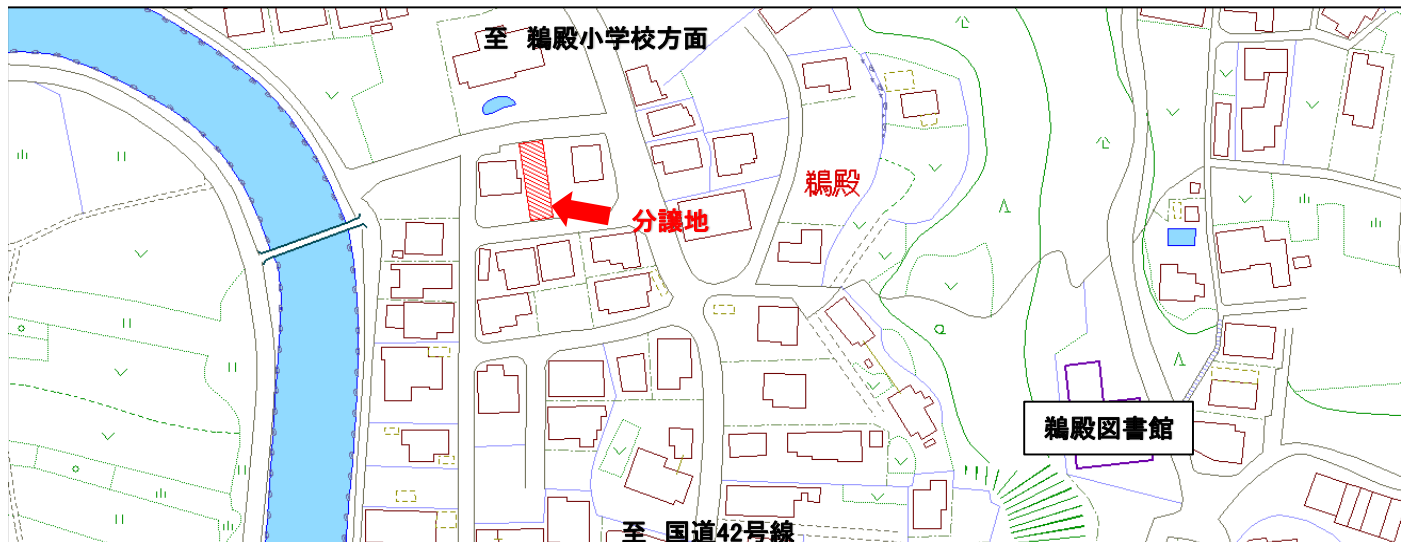 至 鵜殿小学校方面
鵜殿
分譲地
鵜殿図書館
至 国道42号線